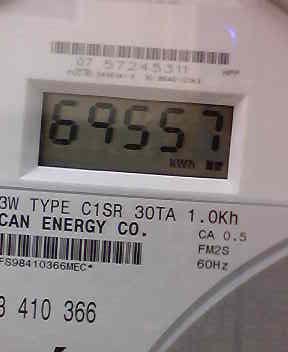 07 57245311
69557
kWh
3W TYPE C1SR 30TA 1.0Kh
CAN ENERGY CO.
CA 0.5
FM2S
60Hz
FS98410366MEC*
3 410 366